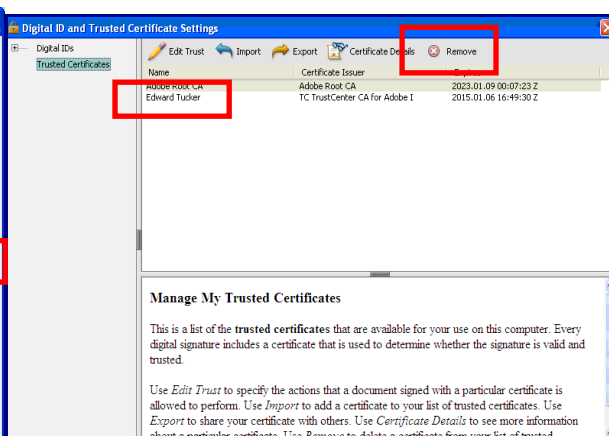 Digital ID and Trusted Certificate Settings
Digital IDs
Trusted Certificates
Edit Trust Import Export Certificate Details Remove
Name Certificate Issuer
Adobe Root CA Adobe Root CA 2023.01.09 00:07:23 Z
Edward Tucker TC TrustCenter CA for Adobe I 2015.01.06 16:49:30 Z
Manage My Trusted Certificates
This is a list of the trusted certificates that are available for your use on this computer. Every
digital signature includes a certificate that is used to determine whether the signature is valid and
trusted.
Use Edit Trust to specify the actions that a document signed with a particular certificate is
allowed to perform. Use Import to add a certificate to your list of trusted certificates. Use
Export to share your certificate with others. Use Certificate Details to see more information
about a particular certificate. Use Remove to delete a certificate from your list of trusted